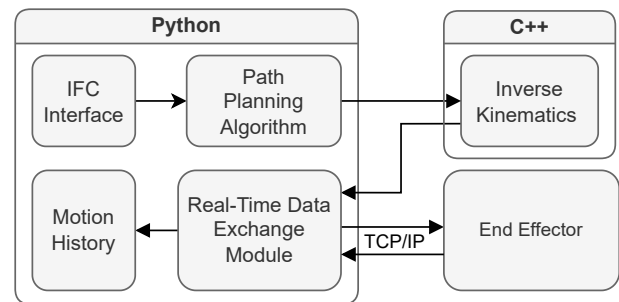 Python
C++
IFC
Interface
Path
Planning
Algorithm
Inverse
Kinematics
Motion
History
Real-Time Data
Exchange
Module
TCP/IP
End Effector